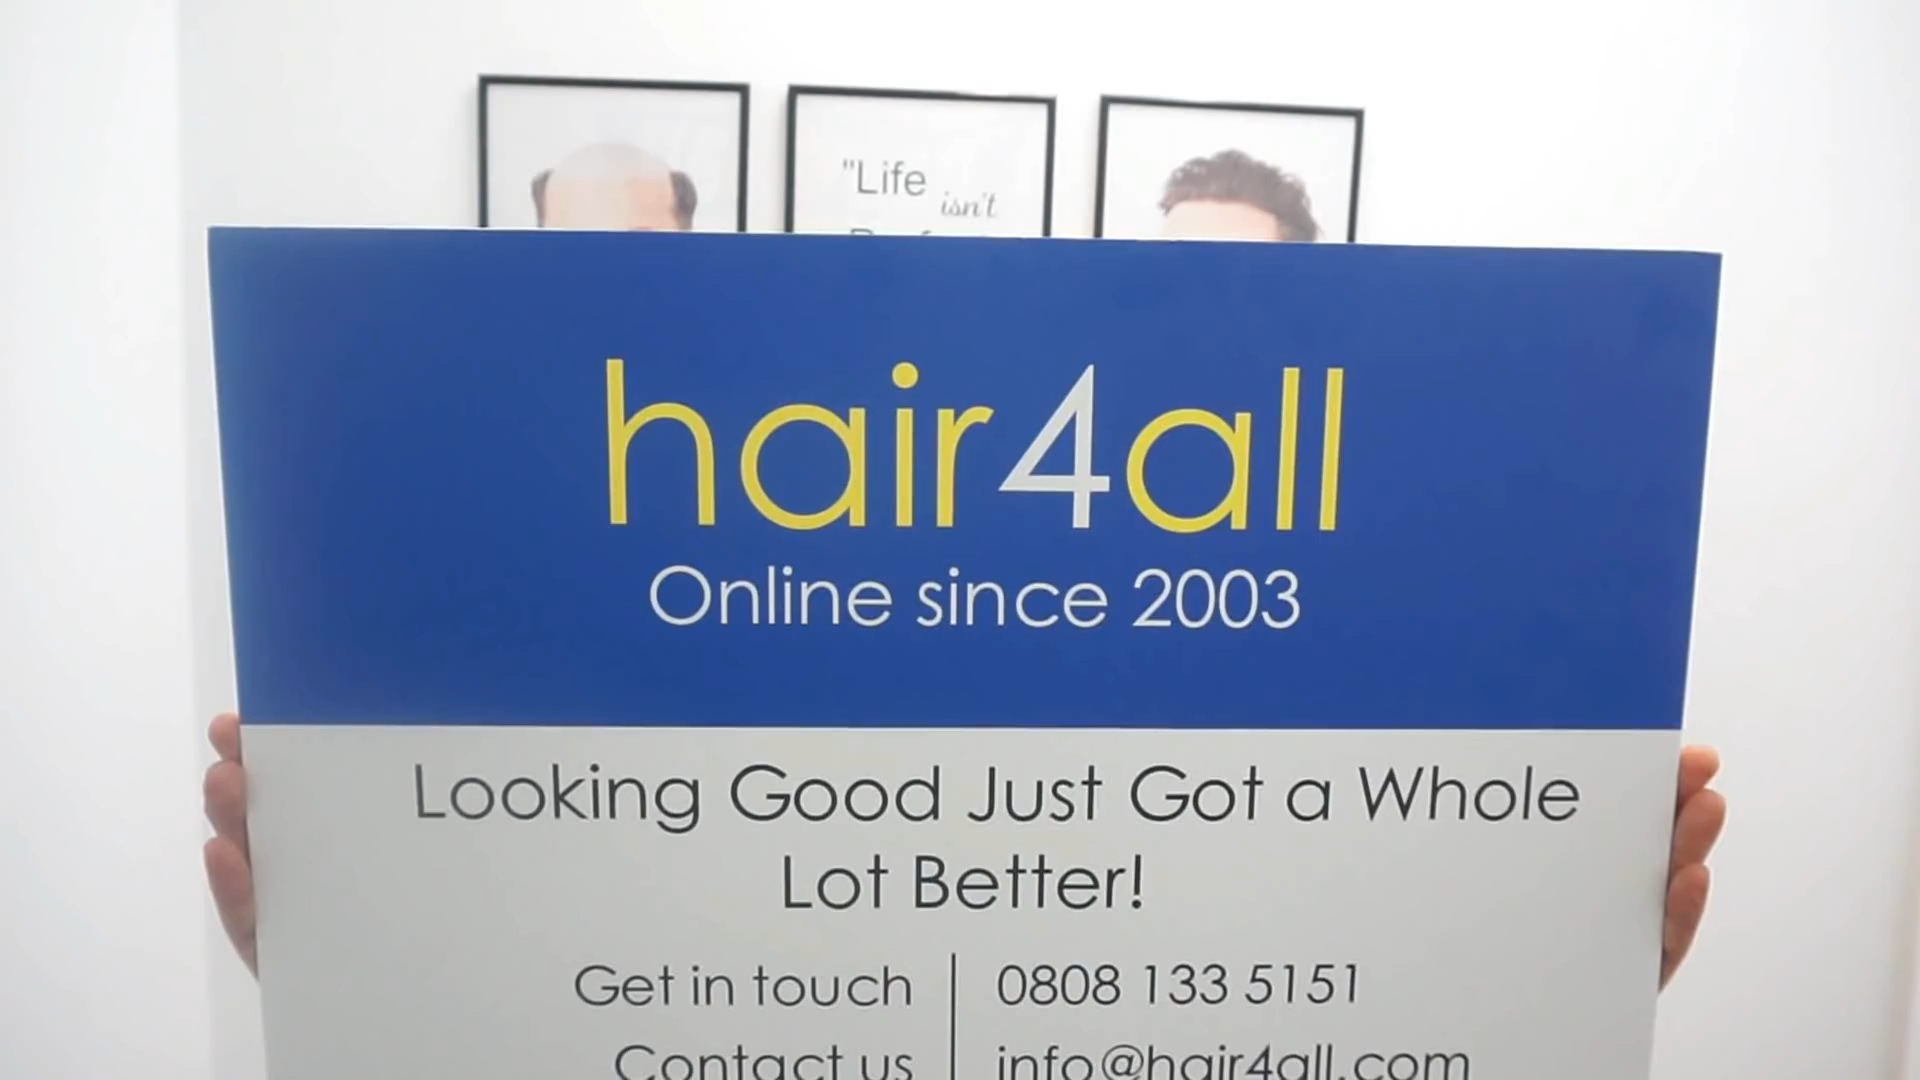 "Life
isn't
hair4all
Online since 2003
Looking Good Just Got a Whole
Lot Better!
Get in touch
0808 133 5151
Contact us
info@hair4all.com